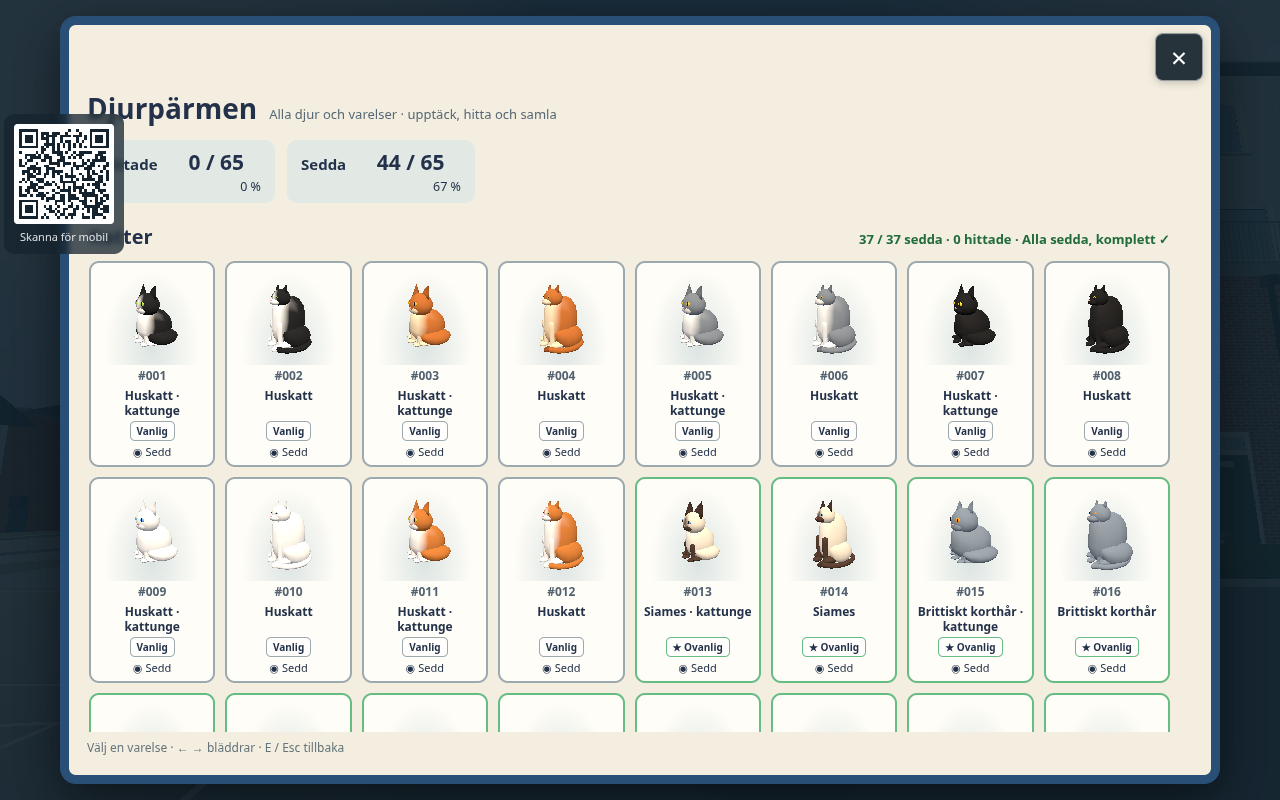 ✕
Djurpärmen Alla djur och varelser · upptäck, hitta och samla
tade 0 / 65 Sedda 44 / 65
0 % 67 %
Skanna för mobil
ter 37 / 37 sedda · 0 hittade · Alla sedda, komplett ✓
#001 #002 #003 #004 #005 #006 #007 #008
Huskatt · kattunge Huskatt Huskatt · kattunge Huskatt Huskatt · kattunge Huskatt Huskatt · kattunge Huskatt
Vanlig Vanlig Vanlig Vanlig Vanlig Vanlig Vanlig Vanlig
◉ Sedd ◉ Sedd ◉ Sedd ◉ Sedd ◉ Sedd ◉ Sedd ◉ Sedd ◉ Sedd
#009 #010 #011 #012 #013 #014 #015 #016
Huskatt · kattunge Huskatt Huskatt · kattunge Huskatt Siames · kattunge Siames Brittiskt korthår · kattunge Brittiskt korthår
Vanlig Vanlig Vanlig Vanlig ★ Ovanlig ★ Ovanlig ★ Ovanlig ★ Ovanlig
◉ Sedd ◉ Sedd ◉ Sedd ◉ Sedd ◉ Sedd ◉ Sedd ◉ Sedd ◉ Sedd
Välj en varelse · ← → bläddrar · E / Esc tillbaka